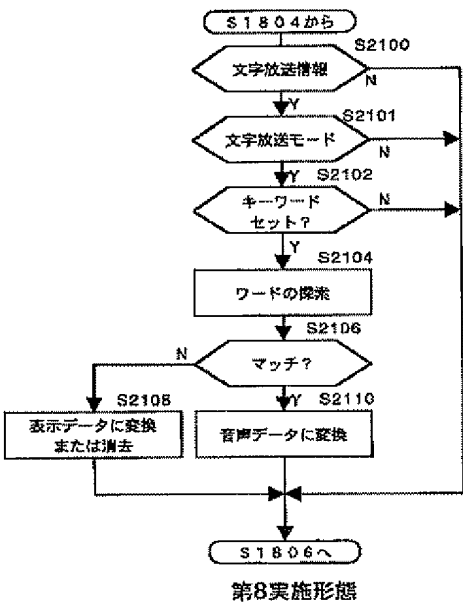 S1804から
S2100
文字放送情報
N
Y
S2101
文字放送モード
N
Y
S2102
キーワード
セット?
N
Y
S2104
ワードの探索
S2106
N
マッチ?
Y
S2108
S2110
表示データに変換
または消去
音声データに変換
S1806へ
第8実施形態